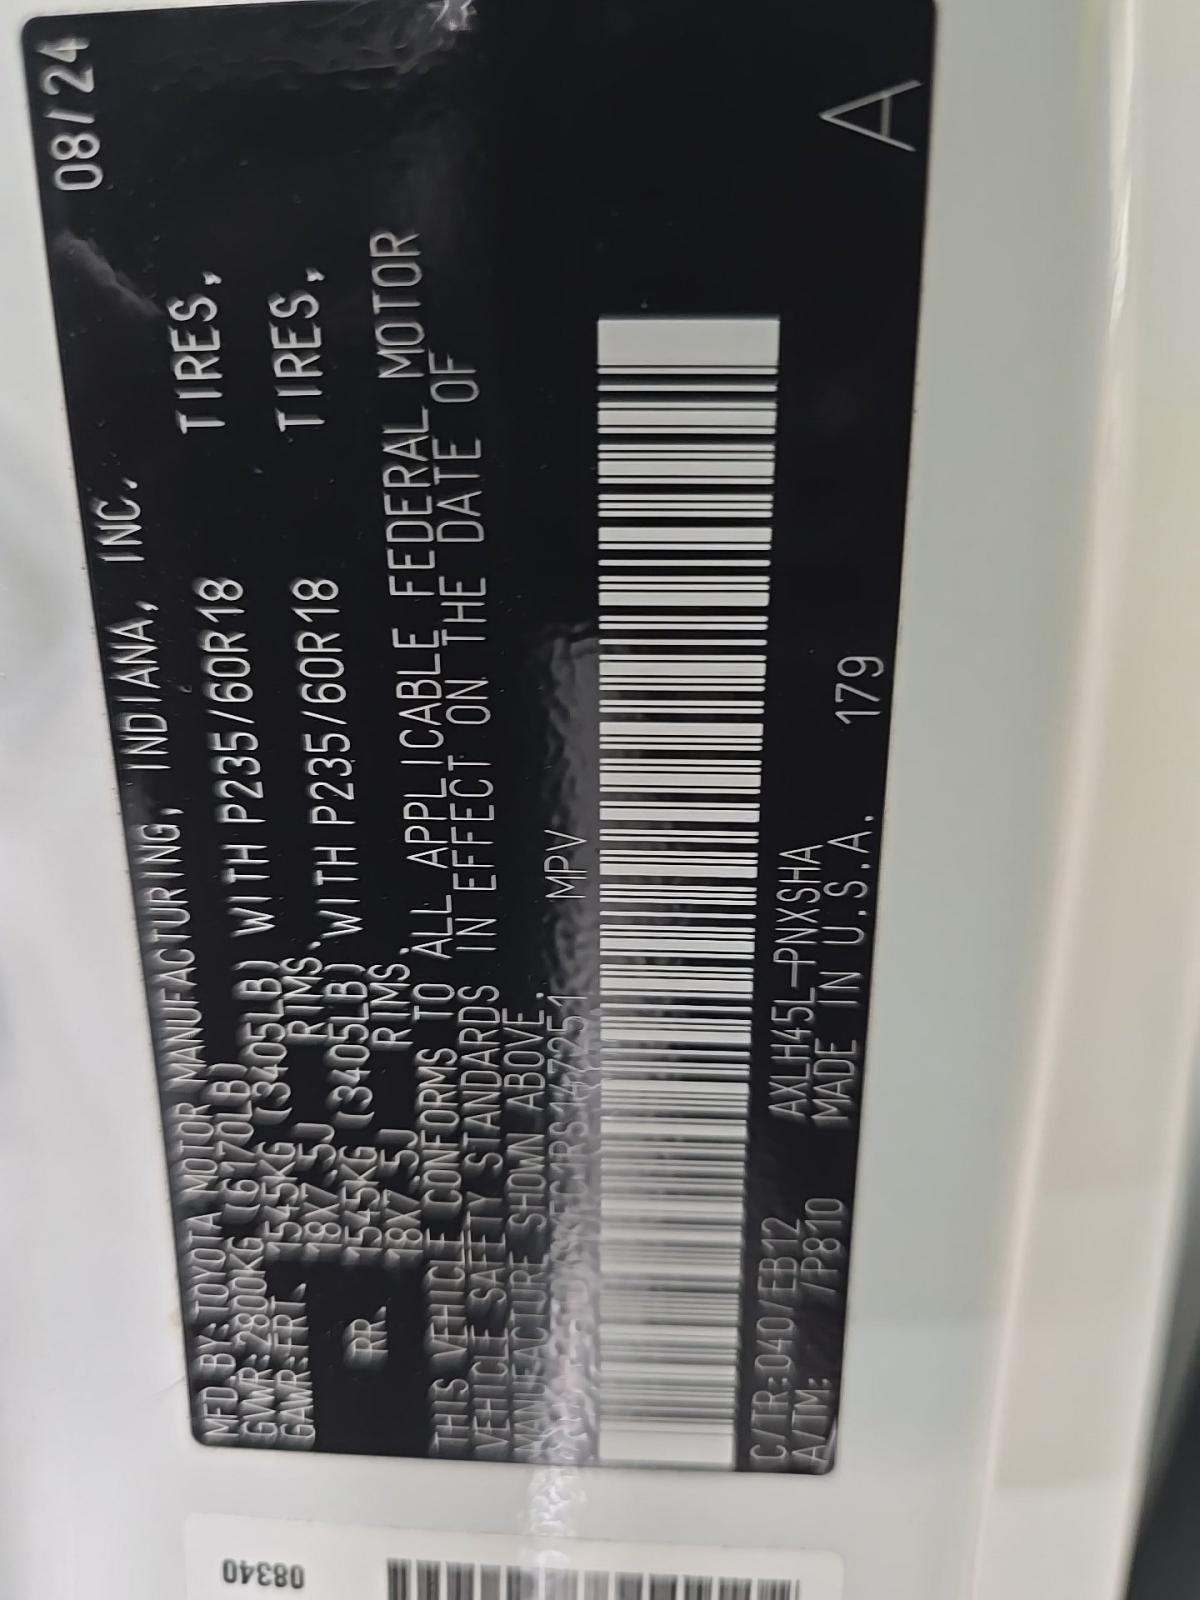 08/24
MFD BY:TOYOTA MOTOR MANUFACTURING, INDIANA, INC.
GVWR:2800KG (6170LB)
GAWR:FRT. 1545KG (3405LB) WITH P235/60R18 TIRES,
18X7.5J RIMS.
RR. 1545KG (3405LB) WITH P235/60R18 TIRES,
18X7.5J RIMS.
THIS VEHICLE CONFORMS TO ALL APPLICABLE FEDERAL MOTOR
VEHICLE SAFETY STANDARDS IN EFFECT ON THE DATE OF
MANUFACTURE SHOWN ABOVE.
MPV
C/TR:040/EB12 AXLH45L-PNXSHA
A/TM: /P810 MADE IN U.S.A. 179
A
08340